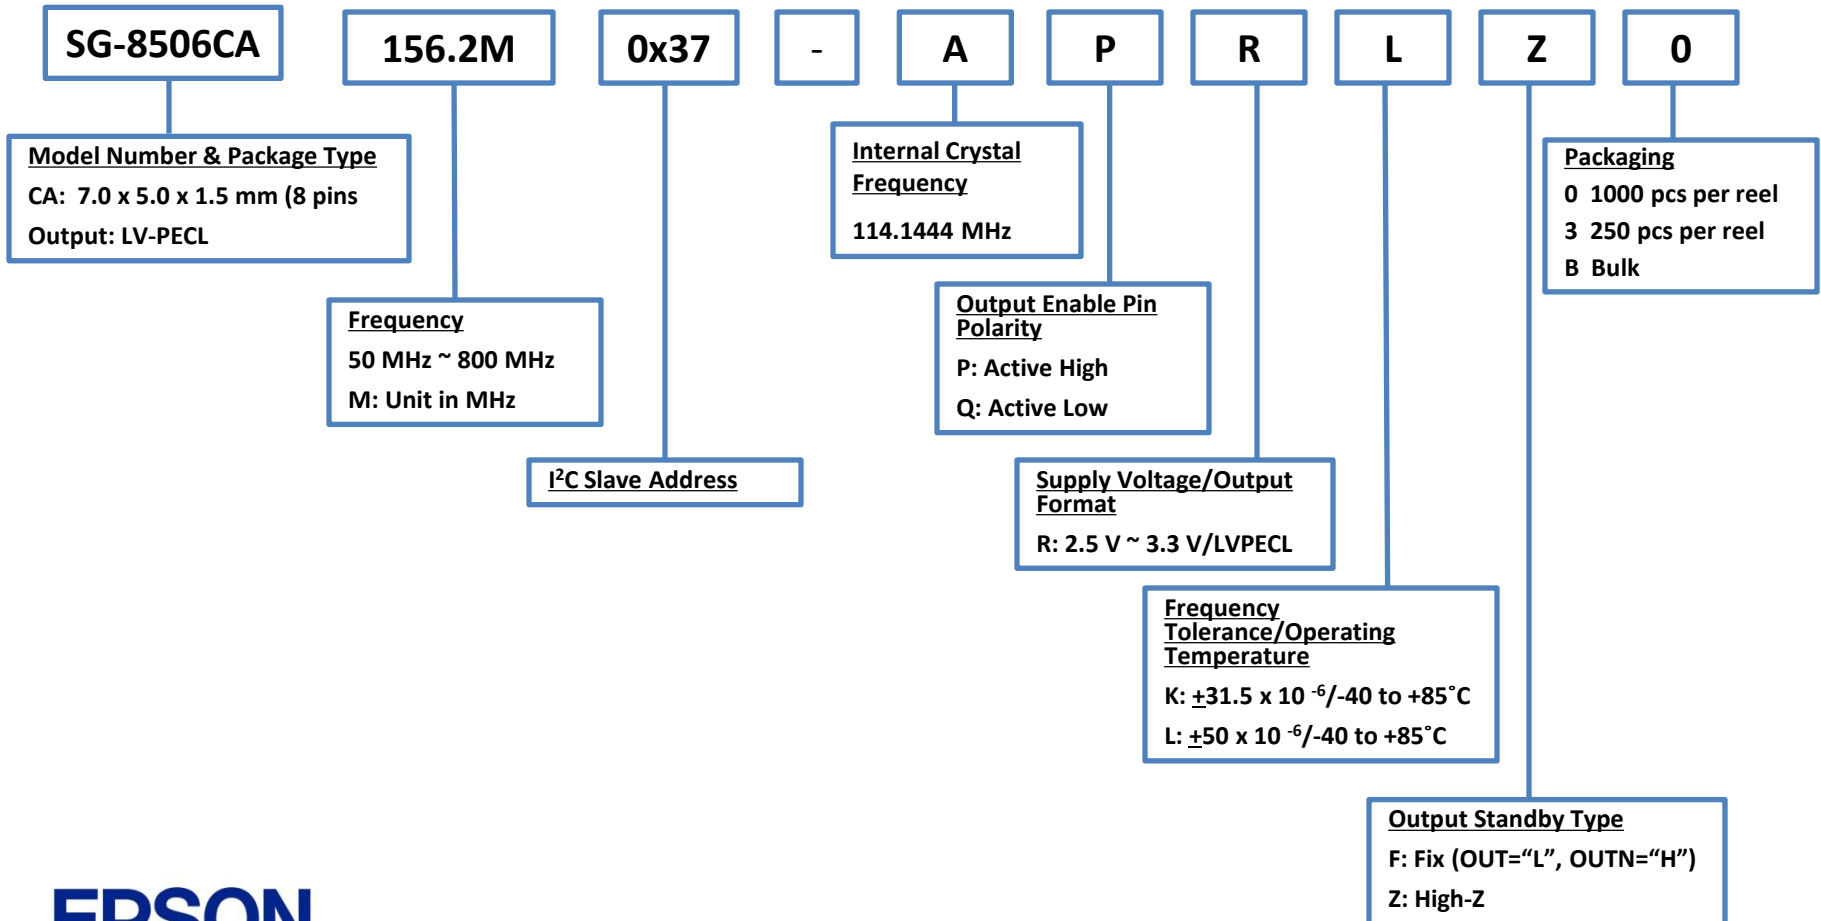 SG-8506CA 156.2M 0x37 - A P R L Z 0
Model Number & Package Type
CA: 7.0 x 5.0 x 1.5 mm (8 pins
Output: LV-PECL
Internal Crystal
Frequency
114.1444 MHz
Packaging
0 1000 pcs per reel
3 250 pcs per reel
B Bulk
Frequency
50 MHz ~ 800 MHz
M: Unit in MHz
Output Enable Pin
Polarity
P: Active High
Q: Active Low
I²C Slave Address
Supply Voltage/Output
Format
R: 2.5 V ~ 3.3 V/LVPECL
Frequency
Tolerance/Operating
Temperature
K: ±31.5 x 10 ⁻⁶/-40 to +85˚C
L: ±50 x 10 ⁻⁶/-40 to +85˚C
Output Standby Type
F: Fix (OUT=“L”, OUTN=“H”)
Z: High-Z
EPSON